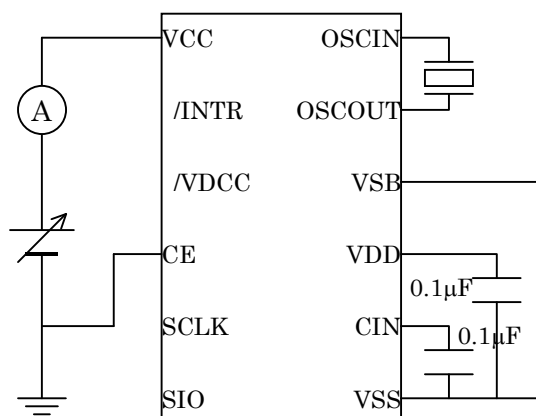 VCC
OSCIN
A
/INTR
OSCOUT
/VDCC
VSB
CE
VDD
0.1µF
SCLK
CIN
0.1µF
SIO
VSS